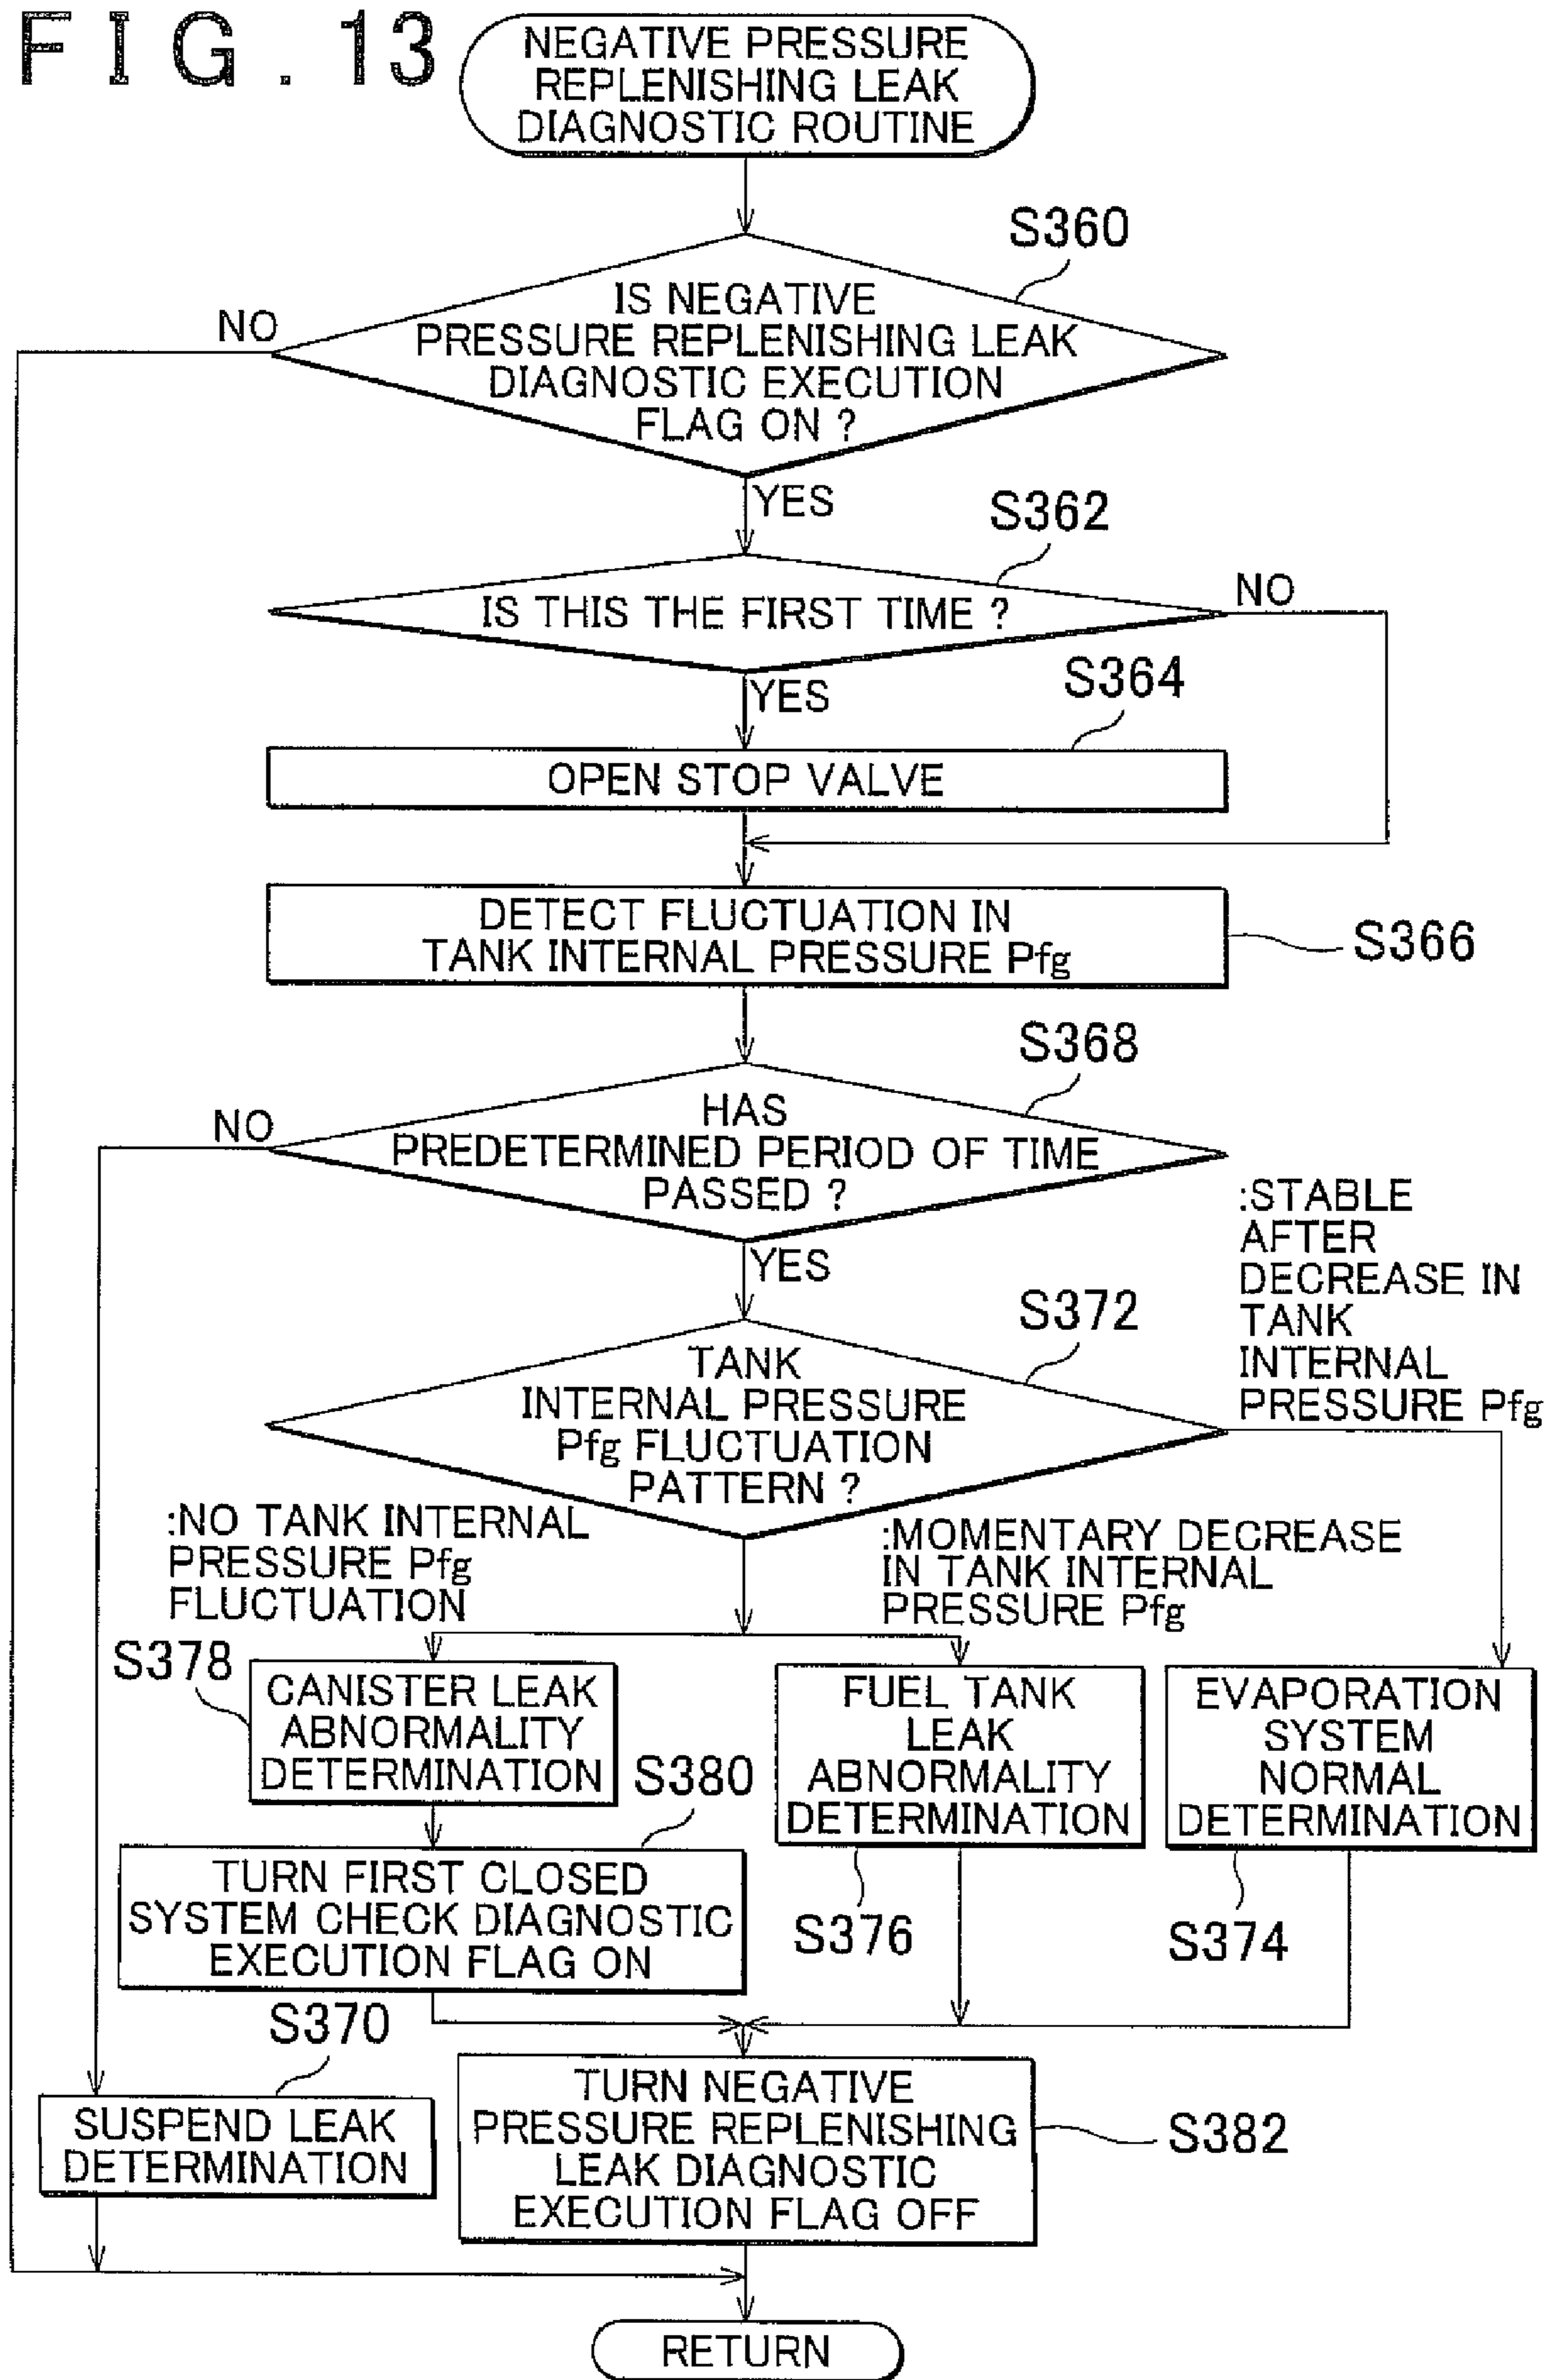 FIG. 13
NEGATIVE PRESSURE
REPLENISHING LEAK
DIAGNOSTIC ROUTINE
S360
IS NEGATIVE
PRESSURE REPLENISHING LEAK
DIAGNOSTIC EXECUTION
FLAG ON ?
NO
YES
S362
IS THIS THE FIRST TIME ?
NO
YES
S364
OPEN STOP VALVE
DETECT FLUCTUATION IN
TANK INTERNAL PRESSURE Pfg
S366
S368
HAS
PREDETERMINED PERIOD OF TIME
PASSED ?
NO
YES
S372
TANK
INTERNAL PRESSURE
Pfg FLUCTUATION
PATTERN ?
:STABLE
AFTER
DECREASE IN
TANK
INTERNAL
PRESSURE Pfg
:NO TANK INTERNAL
PRESSURE Pfg
FLUCTUATION
:MOMENTARY DECREASE
IN TANK INTERNAL
PRESSURE Pfg
S378
CANISTER LEAK
ABNORMALITY
DETERMINATION
FUEL TANK
LEAK
ABNORMALITY
DETERMINATION
EVAPORATION
SYSTEM
NORMAL
DETERMINATION
S380
TURN FIRST CLOSED
SYSTEM CHECK DIAGNOSTIC
EXECUTION FLAG ON
S376
S374
S370
SUSPEND LEAK
DETERMINATION
TURN NEGATIVE
PRESSURE REPLENISHING
LEAK DIAGNOSTIC
EXECUTION FLAG OFF
S382
RETURN